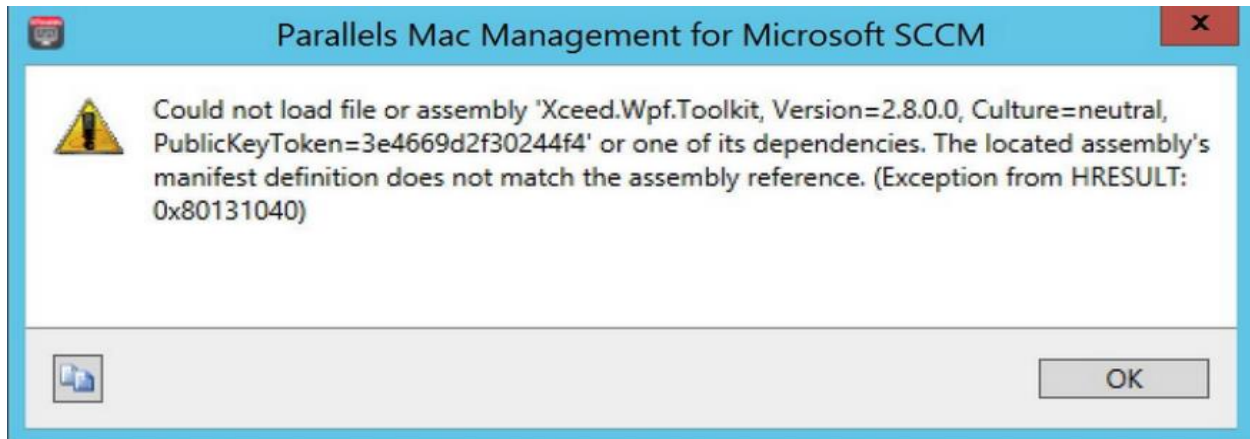 Parallels Mac Management for Microsoft SCCM
x
Could not load file or assembly 'Xceed.Wpf.Toolkit, Version=2.8.0.0, Culture=neutral,
PublicKeyToken=3e4669d2f30244f4' or one of its dependencies. The located assembly's
manifest definition does not match the assembly reference. (Exception from HRESULT:
0x80131040)
OK